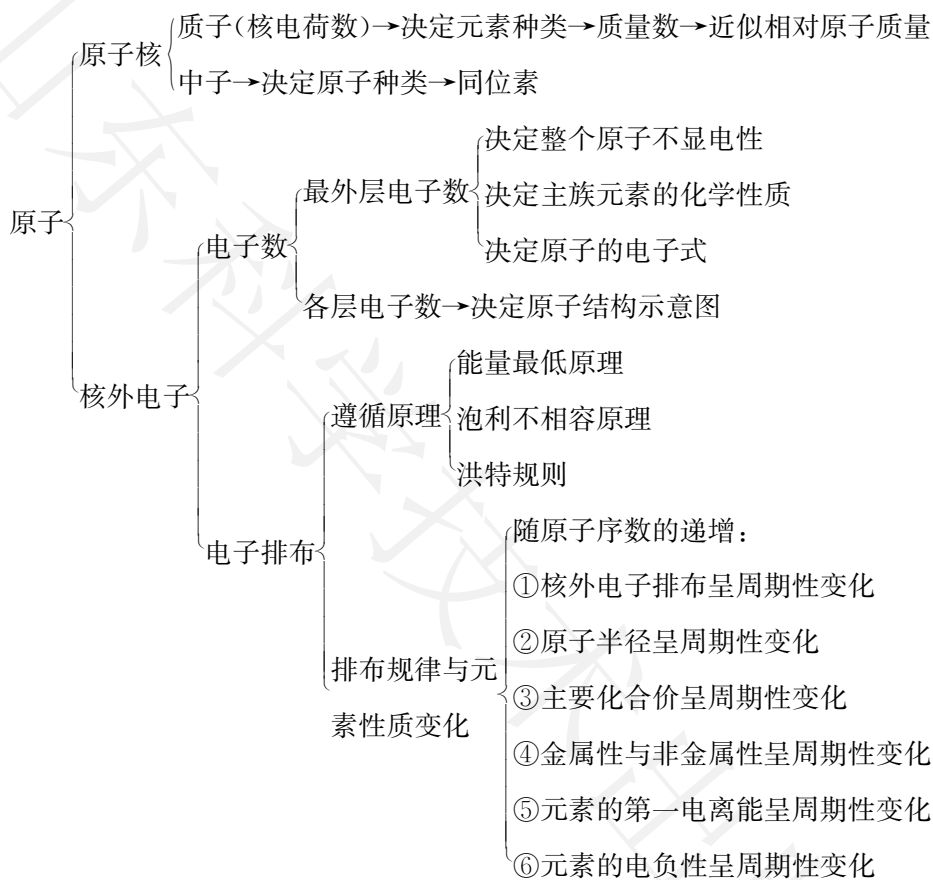 原子
原子核
质子(核电荷数)→决定元素种类→质量数→近似相对原子质量
中子→决定原子种类→同位素
核外电子
电子数
最外层电子数
决定整个原子不显电性
决定主族元素的化学性质
决定原子的电子式
各层电子数→决定原子结构示意图
电子排布
遵循原理
能量最低原理
泡利不相容原理
洪特规则
排布规律与元
素性质变化
随原子序数的递增：
①核外电子排布呈周期性变化
②原子半径呈周期性变化
③主要化合价呈周期性变化
④金属性与非金属性呈周期性变化
⑤元素的第一电离能呈周期性变化
⑥元素的电负性呈周期性变化
山东科学技术出